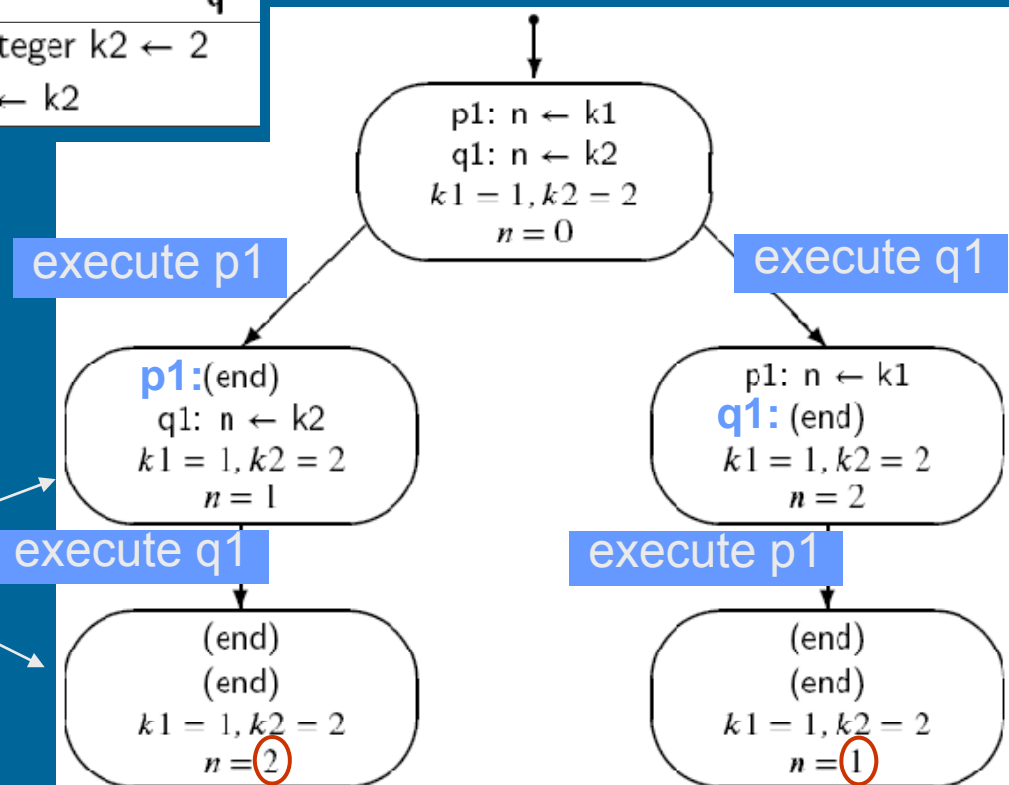 q
teger k2 ← 2
← k2
p1: n ← k1
q1: n ← k2
k1 = 1, k2 = 2
n = 0
execute p1
execute q1
p1:(end)
q1: n ← k2
k1 = 1, k2 = 2
n = 1
p1: n ← k1
q1: (end)
k1 = 1, k2 = 2
n = 2
execute q1
execute p1
(end)
(end)
k1 = 1, k2 = 2
n = 2
(end)
(end)
k1 = 1, k2 = 2
n = 1